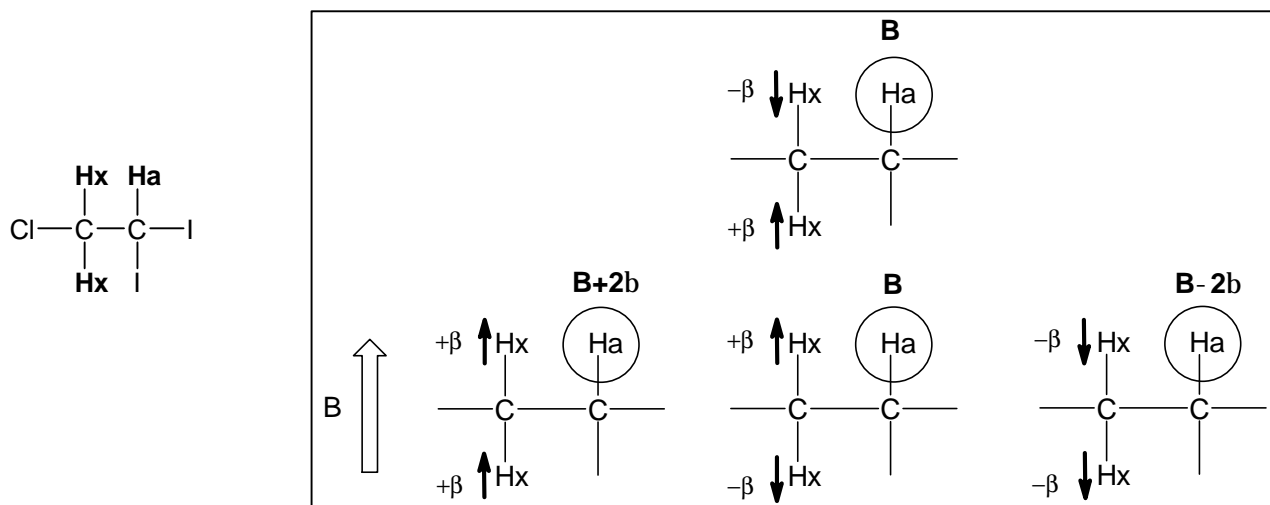 B
−β Hx Ha
C C
+β Hx
Hx Ha
Cl C C I
Hx I
B+2b B B- 2b
+β Hx Ha +β Hx Ha −β Hx Ha
B C C C C C C
+β Hx −β Hx −β Hx